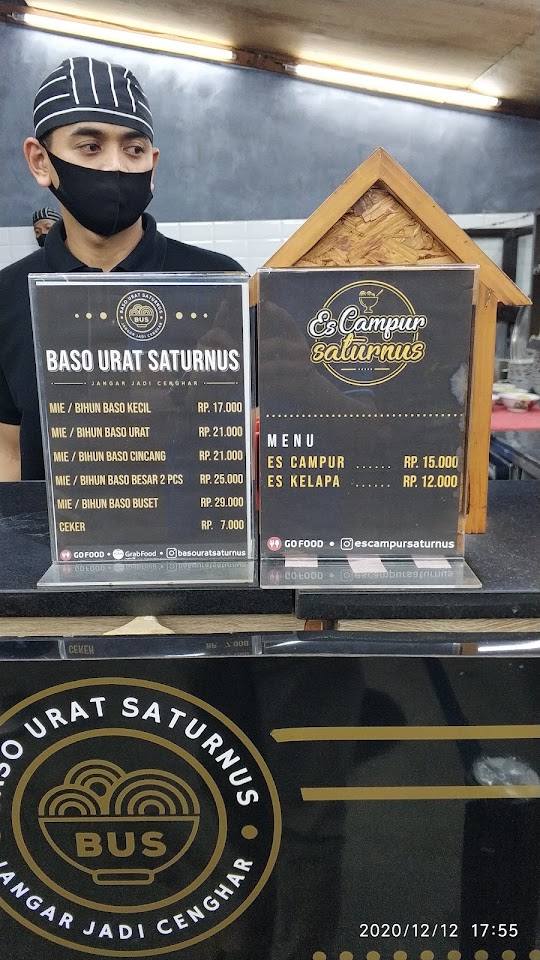 BASO URAT SATURNUS
BUS
JANGAR JADI CENGHAR
BASO URAT SATURNUS
JANGAR JADI CENGHAR
MIE / BIHUN BASO KECIL RP. 17.000
MIE / BIHUN BASO URAT RP. 21.000
MIE / BIHUN BASO CINCANG RP. 21.000
MIE / BIHUN BASO BESAR 2 PCS RP. 25.000
MIE / BIHUN BASO BUSET RP. 29.000
CEKER RP. 7.000
GOFOOD • GrabFood • basouratsaturnus
Es Campur
saturnus
MENU
ES CAMPUR ...... RP. 15.000
ES KELAPA ...... RP. 12.000
GOFOOD • escampursaturnus
BASO URAT SATURNUS
BUS
JANGAR JADI CENGHAR
2020/12/12 17:55